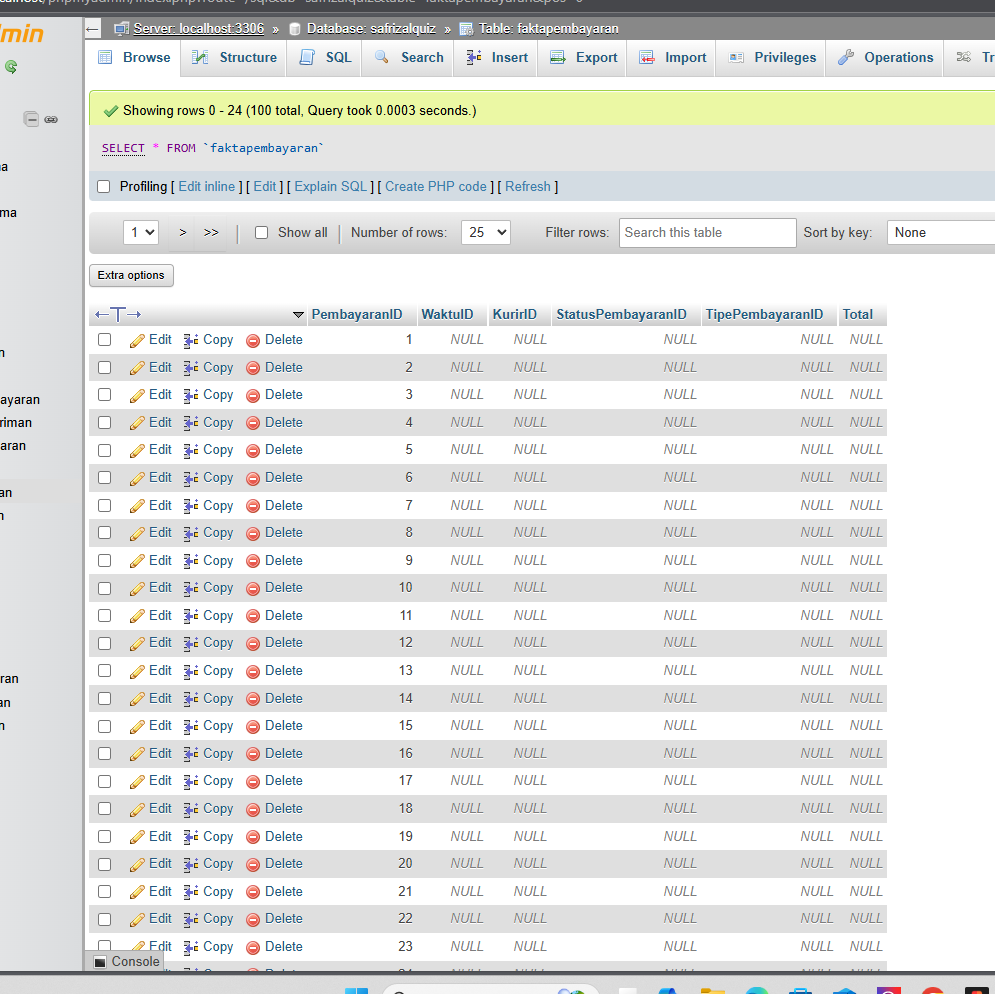 min
Server: localhost:3306 » Database: safrizalquiz » Table: faktapembayaran
Browse Structure SQL Search Insert Export Import Privileges Operations Tr
Showing rows 0 - 24 (100 total, Query took 0.0003 seconds.)
SELECT * FROM `faktapembayaran`
Profiling [ Edit inline ] [ Edit ] [ Explain SQL ] [ Create PHP code ] [ Refresh ]
1 > >> Show all Number of rows: 25 Filter rows: Search this table Sort by key: None
Extra options
PembayaranID WaktuID KurirID StatusPembayaranID TipePembayaranID Total
Edit Copy Delete 1 NULL NULL NULL NULL NULL
Edit Copy Delete 2 NULL NULL NULL NULL NULL
Edit Copy Delete 3 NULL NULL NULL NULL NULL
Edit Copy Delete 4 NULL NULL NULL NULL NULL
Edit Copy Delete 5 NULL NULL NULL NULL NULL
Edit Copy Delete 6 NULL NULL NULL NULL NULL
Edit Copy Delete 7 NULL NULL NULL NULL NULL
Edit Copy Delete 8 NULL NULL NULL NULL NULL
Edit Copy Delete 9 NULL NULL NULL NULL NULL
Edit Copy Delete 10 NULL NULL NULL NULL NULL
Edit Copy Delete 11 NULL NULL NULL NULL NULL
Edit Copy Delete 12 NULL NULL NULL NULL NULL
Edit Copy Delete 13 NULL NULL NULL NULL NULL
Edit Copy Delete 14 NULL NULL NULL NULL NULL
Edit Copy Delete 15 NULL NULL NULL NULL NULL
Edit Copy Delete 16 NULL NULL NULL NULL NULL
Edit Copy Delete 17 NULL NULL NULL NULL NULL
Edit Copy Delete 18 NULL NULL NULL NULL NULL
Edit Copy Delete 19 NULL NULL NULL NULL NULL
Edit Copy Delete 20 NULL NULL NULL NULL NULL
Edit Copy Delete 21 NULL NULL NULL NULL NULL
Edit Copy Delete 22 NULL NULL NULL NULL NULL
Edit Copy Delete 23 NULL NULL NULL NULL NULL
Console
na
ma
n
ayaran
riman
aran
an
n
ran
an
n